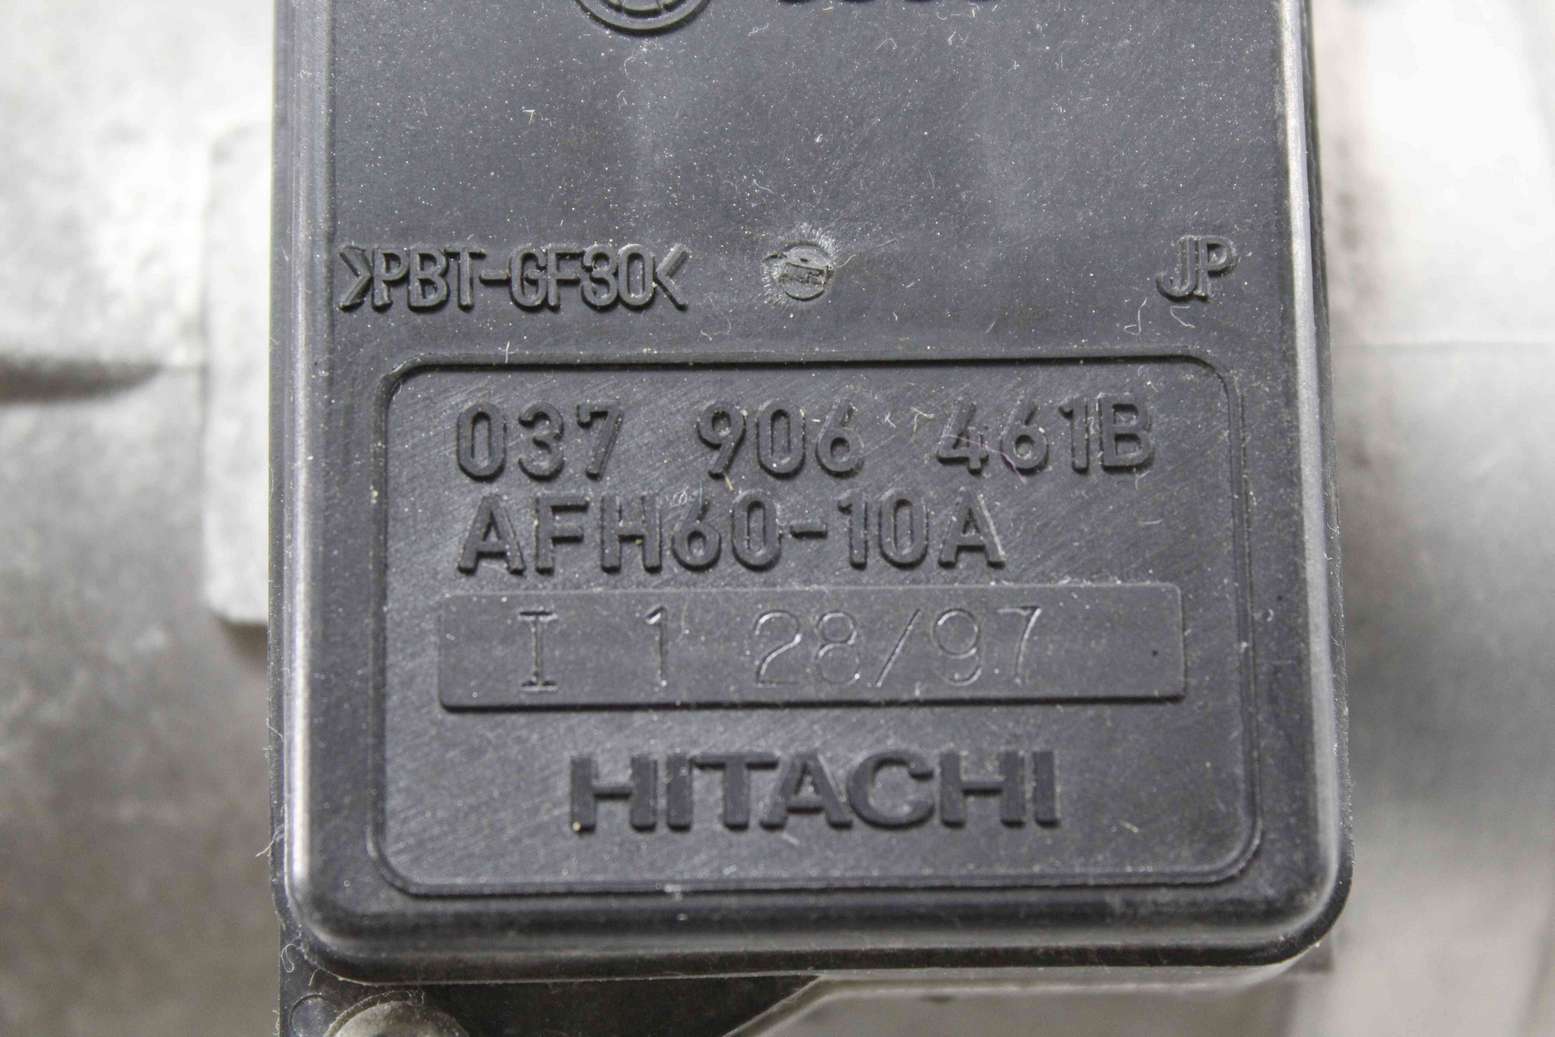 >PBT-GF30< JP
037 906 461B
AFH60-10A
I 1 28/97
HITACHI